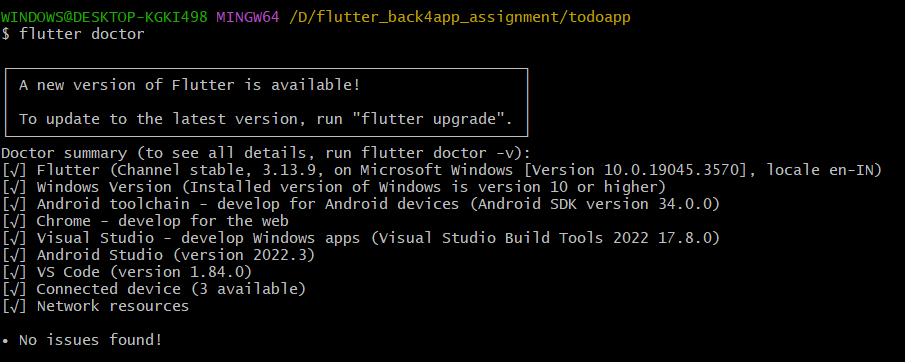 WINDOWS@DESKTOP-KGKI498 MINGW64 /D/flutter_back4app_assignment/todoapp
$ flutter doctor
A new version of Flutter is available!
To update to the latest version, run "flutter upgrade".
Doctor summary (to see all details, run flutter doctor -v):
[√] Flutter (Channel stable, 3.13.9, on Microsoft Windows [Version 10.0.19045.3570], locale en-IN)
[√] Windows Version (Installed version of Windows is version 10 or higher)
[√] Android toolchain - develop for Android devices (Android SDK version 34.0.0)
[√] Chrome - develop for the web
[√] Visual Studio - develop Windows apps (Visual Studio Build Tools 2022 17.8.0)
[√] Android Studio (version 2022.3)
[√] VS Code (version 1.84.0)
[√] Connected device (3 available)
[√] Network resources
• No issues found!